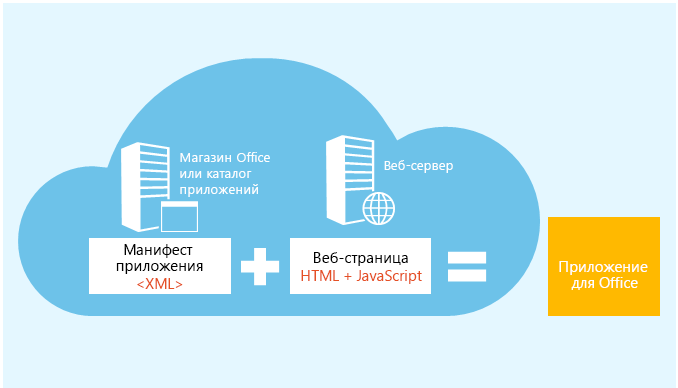 Магазин Office
или каталог
приложений
Веб-сервер
Манифест
приложения
<XML>
Веб-страница
HTML + JavaScript
Приложение
для Office